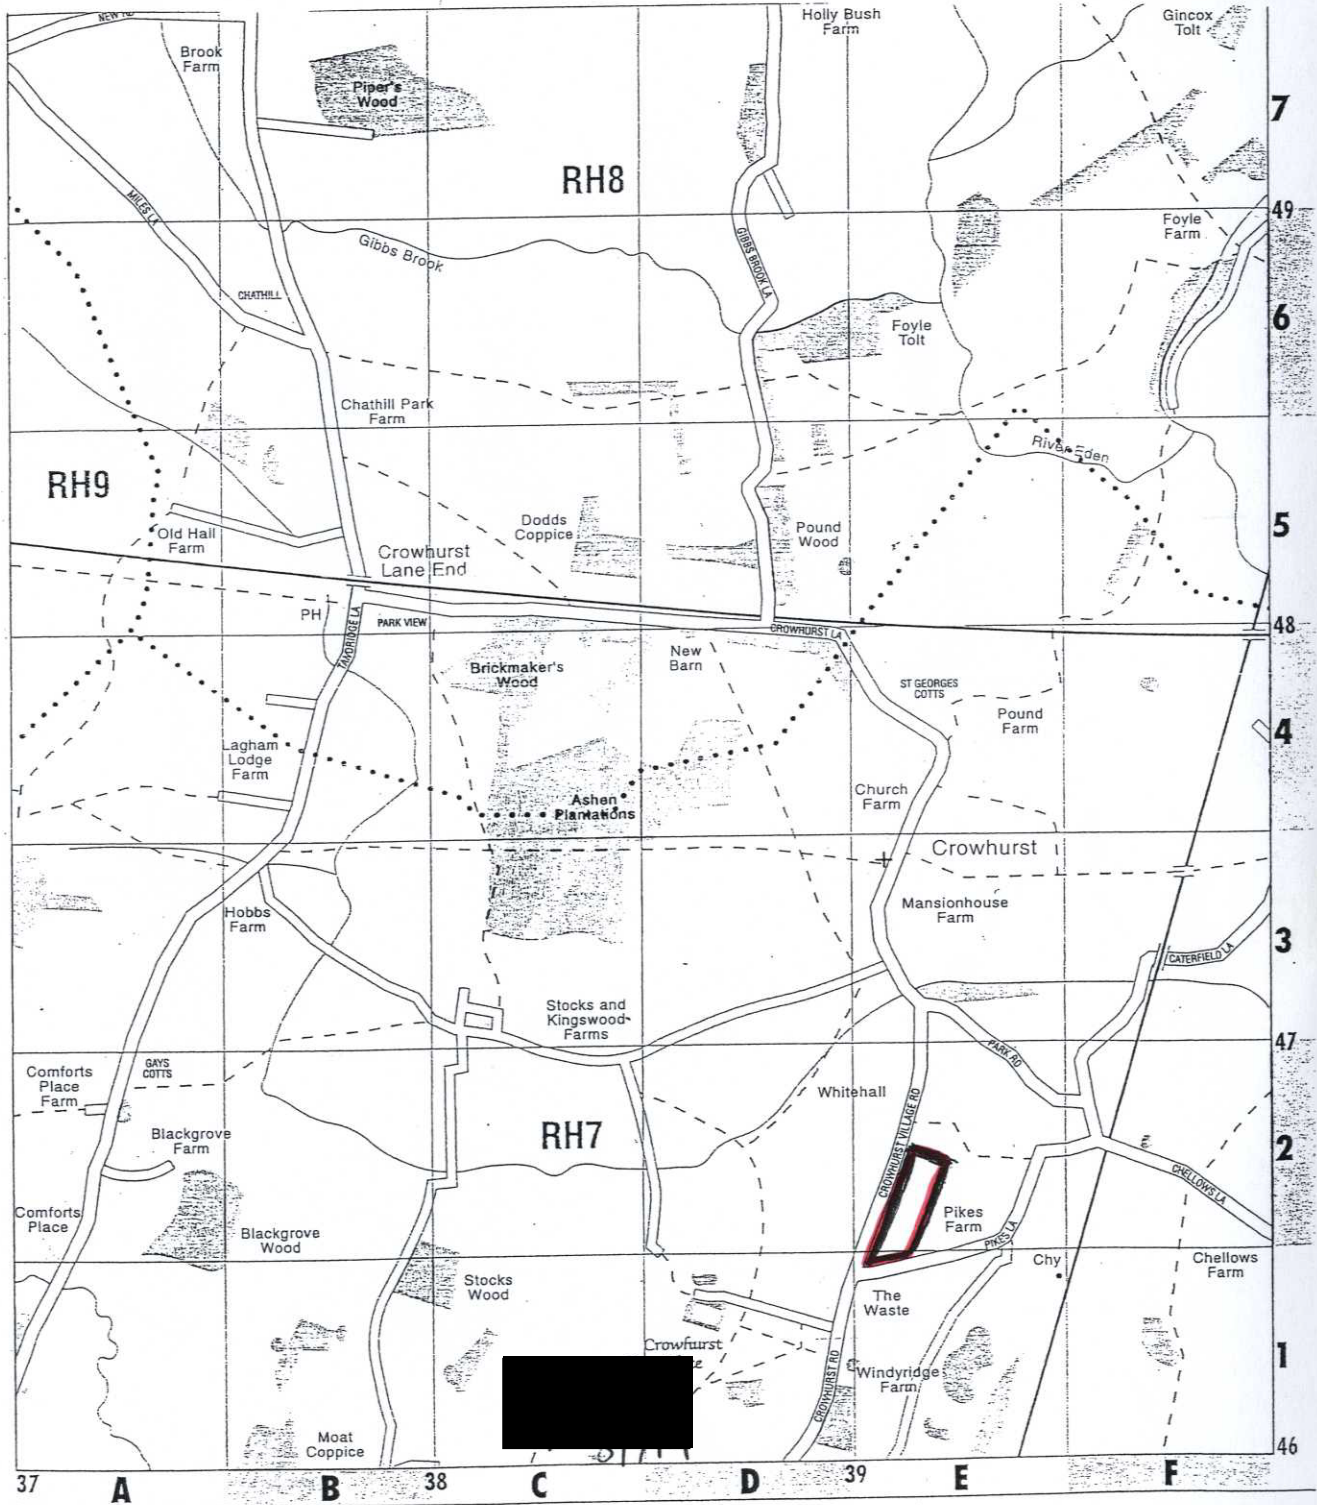 NEW RD
Brook
Farm
Piper's
Wood
Holly Bush
Farm
Gincox
Tolt
7
RH8
MILES LA
49
Foyle
Farm
Gibbs Brook
GIBBS BROOK LA
CHATHILL
6
Foyle
Tolt
Chathill Park
Farm
River Eden
RH9
Old Hall
Farm
Dodds
Coppice
Pound
Wood
5
Crowhurst
Lane End
PH
TANDRIDGE LA
PARK VIEW
CROWHURST LA
48
Brickmaker's
Wood
New
Barn
ST GEORGES
COTTS
Pound
Farm
4
Lagham
Lodge
Farm
Church
Farm
Ashen
Plantations
Crowhurst
Mansionhouse
Farm
Hobbs
Farm
3
CATERFIELD LA
Stocks and
Kingswood
Farms
47
PARK RD
GAYS
COTTS
Comforts
Place
Farm
Whitehall
CROWHURST VILLAGE RD
Blackgrove
Farm
RH7
2
CHELLOWS LA
Comforts
Place
Blackgrove
Wood
Pikes
Farm
PIKES LA
Chy
Chellows
Farm
Stocks
Wood
The
Waste
Crowhurst
1
CROWHURST RD
Windyridge
Farm
Moat
Coppice
46
37 A B 38 C D 39 E F